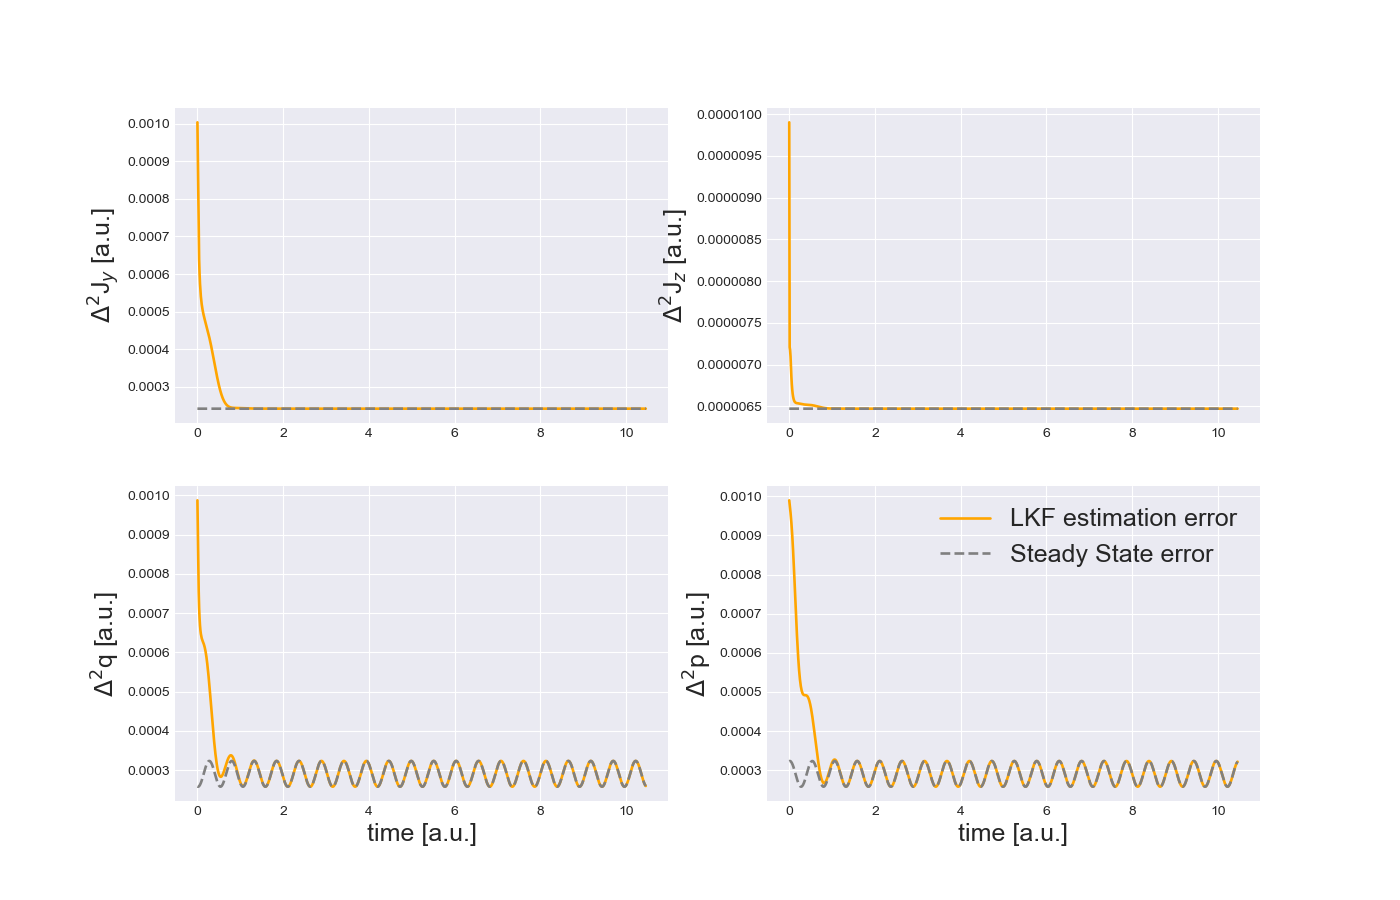 0.0010
0.0009
0.0008
0.0007
0.0006
0.0005
0.0004
0.0003
Δ² J_y [a.u.]
0 2 4 6 8 10
0.0000100
0.0000095
0.0000090
0.0000085
0.0000080
0.0000075
0.0000070
0.0000065
Δ² J_z [a.u.]
0 2 4 6 8 10
0.0010
0.0009
0.0008
0.0007
0.0006
0.0005
0.0004
0.0003
Δ²q [a.u.]
0 2 4 6 8 10
time [a.u.]
0.0010
0.0009
0.0008
0.0007
0.0006
0.0005
0.0004
0.0003
Δ²p [a.u.]
LKF estimation error
Steady State error
0 2 4 6 8 10
time [a.u.]